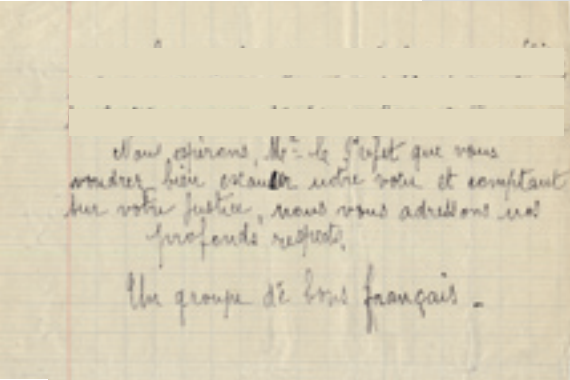 Nous espérons, Mr le Préfet que vous
voudrez bien exaucer notre vœu et comptant
sur votre justice, nous vous adressons nos
profonds respects.
Un groupe de bons français.